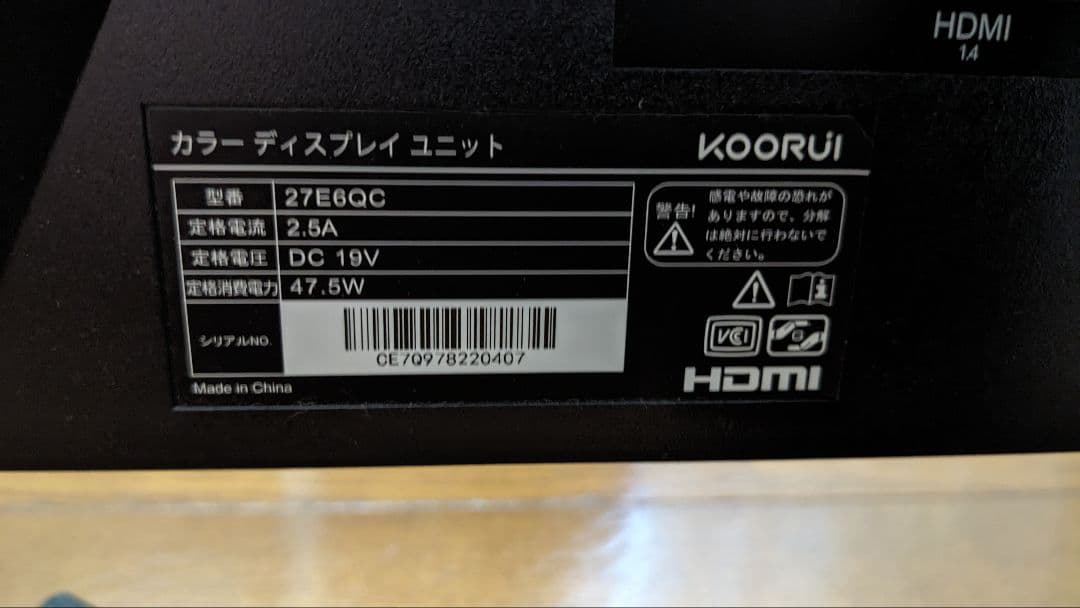 HDMI
1.4
カラー ディスプレイ ユニット
KOORUI
型番 27E6QC
定格電流 2.5A
定格電圧 DC 19V
定格消費電力 47.5W
シリアルNO.
CE7Q978220407
Made in China
警告!
感電や故障の恐れが
ありますので、分解
は絶対に行わないで
ください。
VCI
HDMI